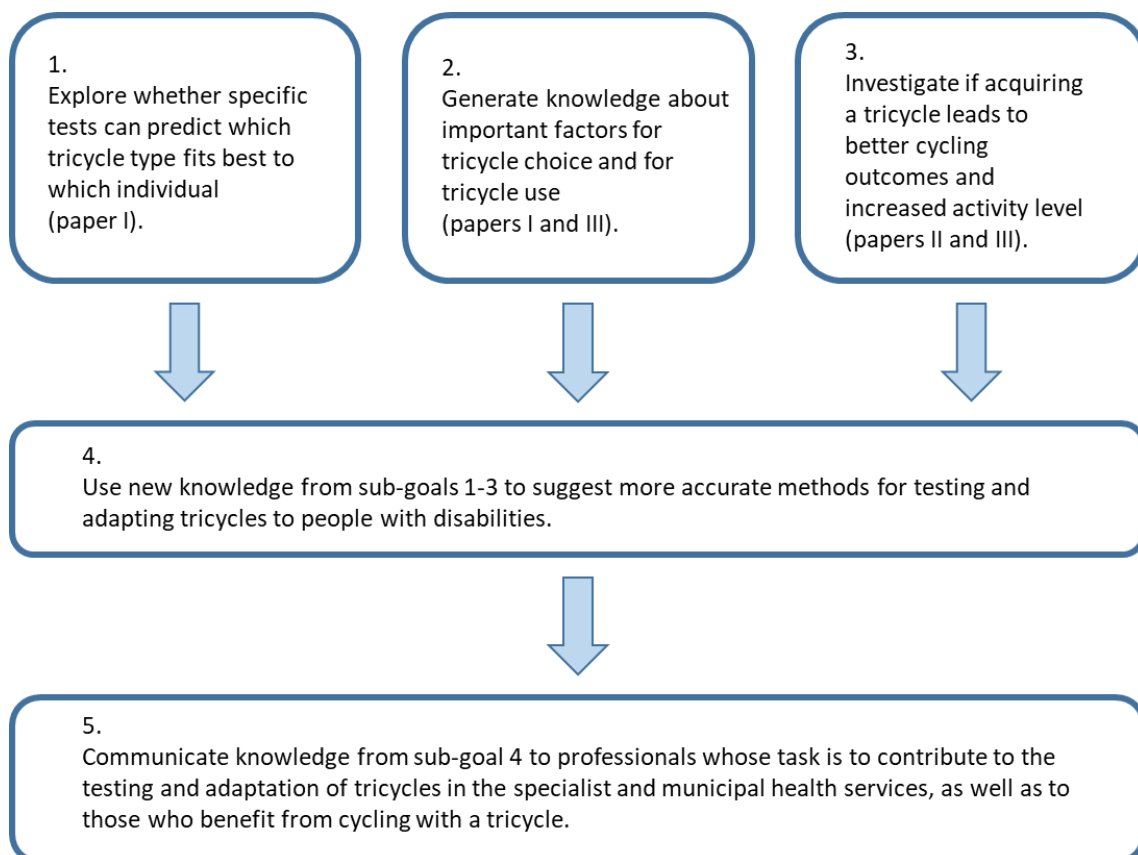 1.
Explore whether specific
tests can predict which
tricycle type fits best to
which individual
(paper I).
2.
Generate knowledge about
important factors for
tricycle choice and for
tricycle use
(papers I and III).
3.
Investigate if acquiring
a tricycle leads to
better cycling
outcomes and
increased activity level
(papers II and III).
4.
Use new knowledge from sub-goals 1-3 to suggest more accurate methods for testing and
adapting tricycles to people with disabilities.
5.
Communicate knowledge from sub-goal 4 to professionals whose task is to contribute to the
testing and adaptation of tricycles in the specialist and municipal health services, as well as to
those who benefit from cycling with a tricycle.